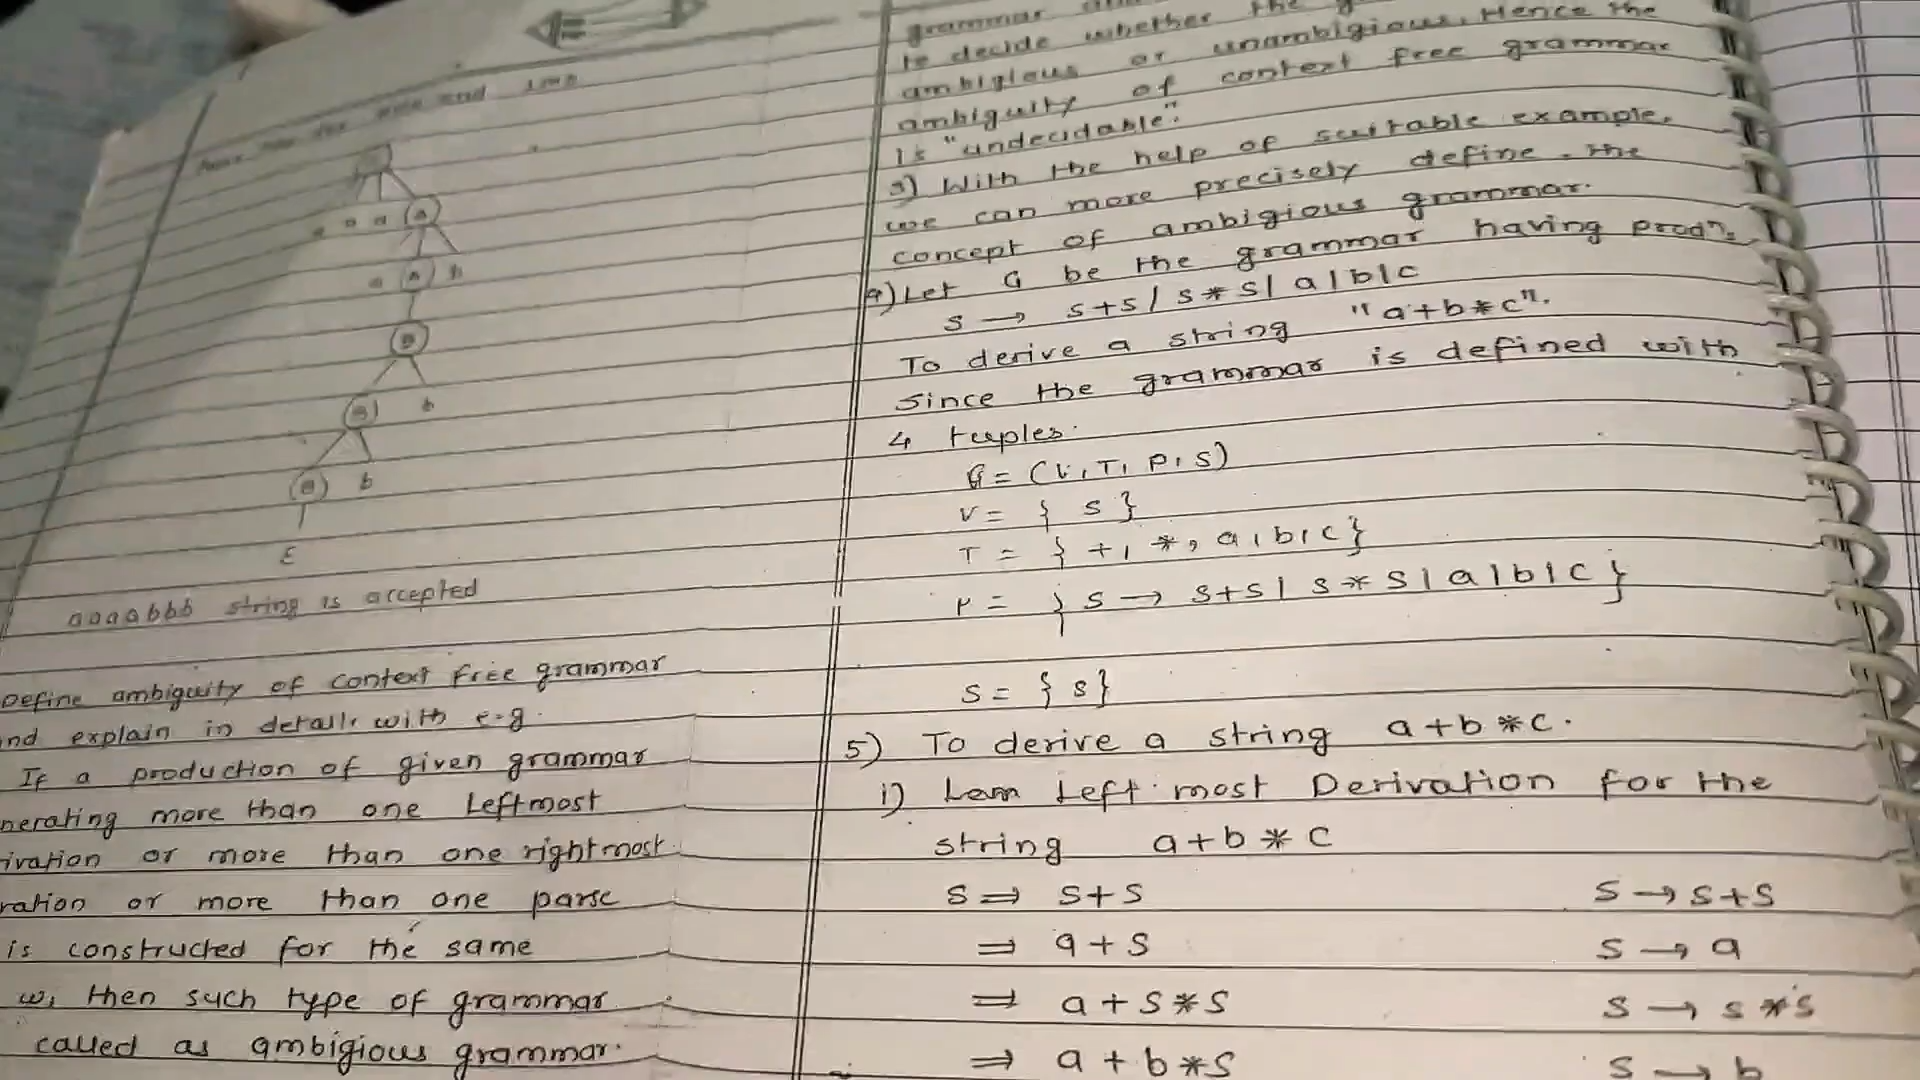 end
B
a a B
a B b
B
B b
B b
ε
aaaabbb string is accepted
Define ambiguity of context free grammar
nd explain in detail. with e-g.
If a production of given grammar
nerating more than one Leftmost
ivation or more than one rightmost
ration or more than one parse
is constructed for the same
w, then such type of grammar
called as ambigious grammar.
grammar
to decide whether the g
ambigious or unambigious. Hence the
ambiguity of context free grammar
is "undecidable".
3) With the help of suitable example,
we can more precisely define the
concept of ambigious grammar.
4) Let G be the grammar having prodⁿs
S → S+S / S*S | a|b|c
To derive a string "a+b*c".
Since the grammar is defined with
4 tuples.
G = (V, T, P, S)
V = { S }
T = { +, *, a, b, c}
P = { S → S+S | S*S | a | b | c }
S = { S }
5) To derive a string a+b*c.
i) Left most Derivation for the
string a+b*c
S ⇒ S+S S → S+S
⇒ a+S S → a
⇒ a+S*S S → S*S
⇒ a+b*S S → b